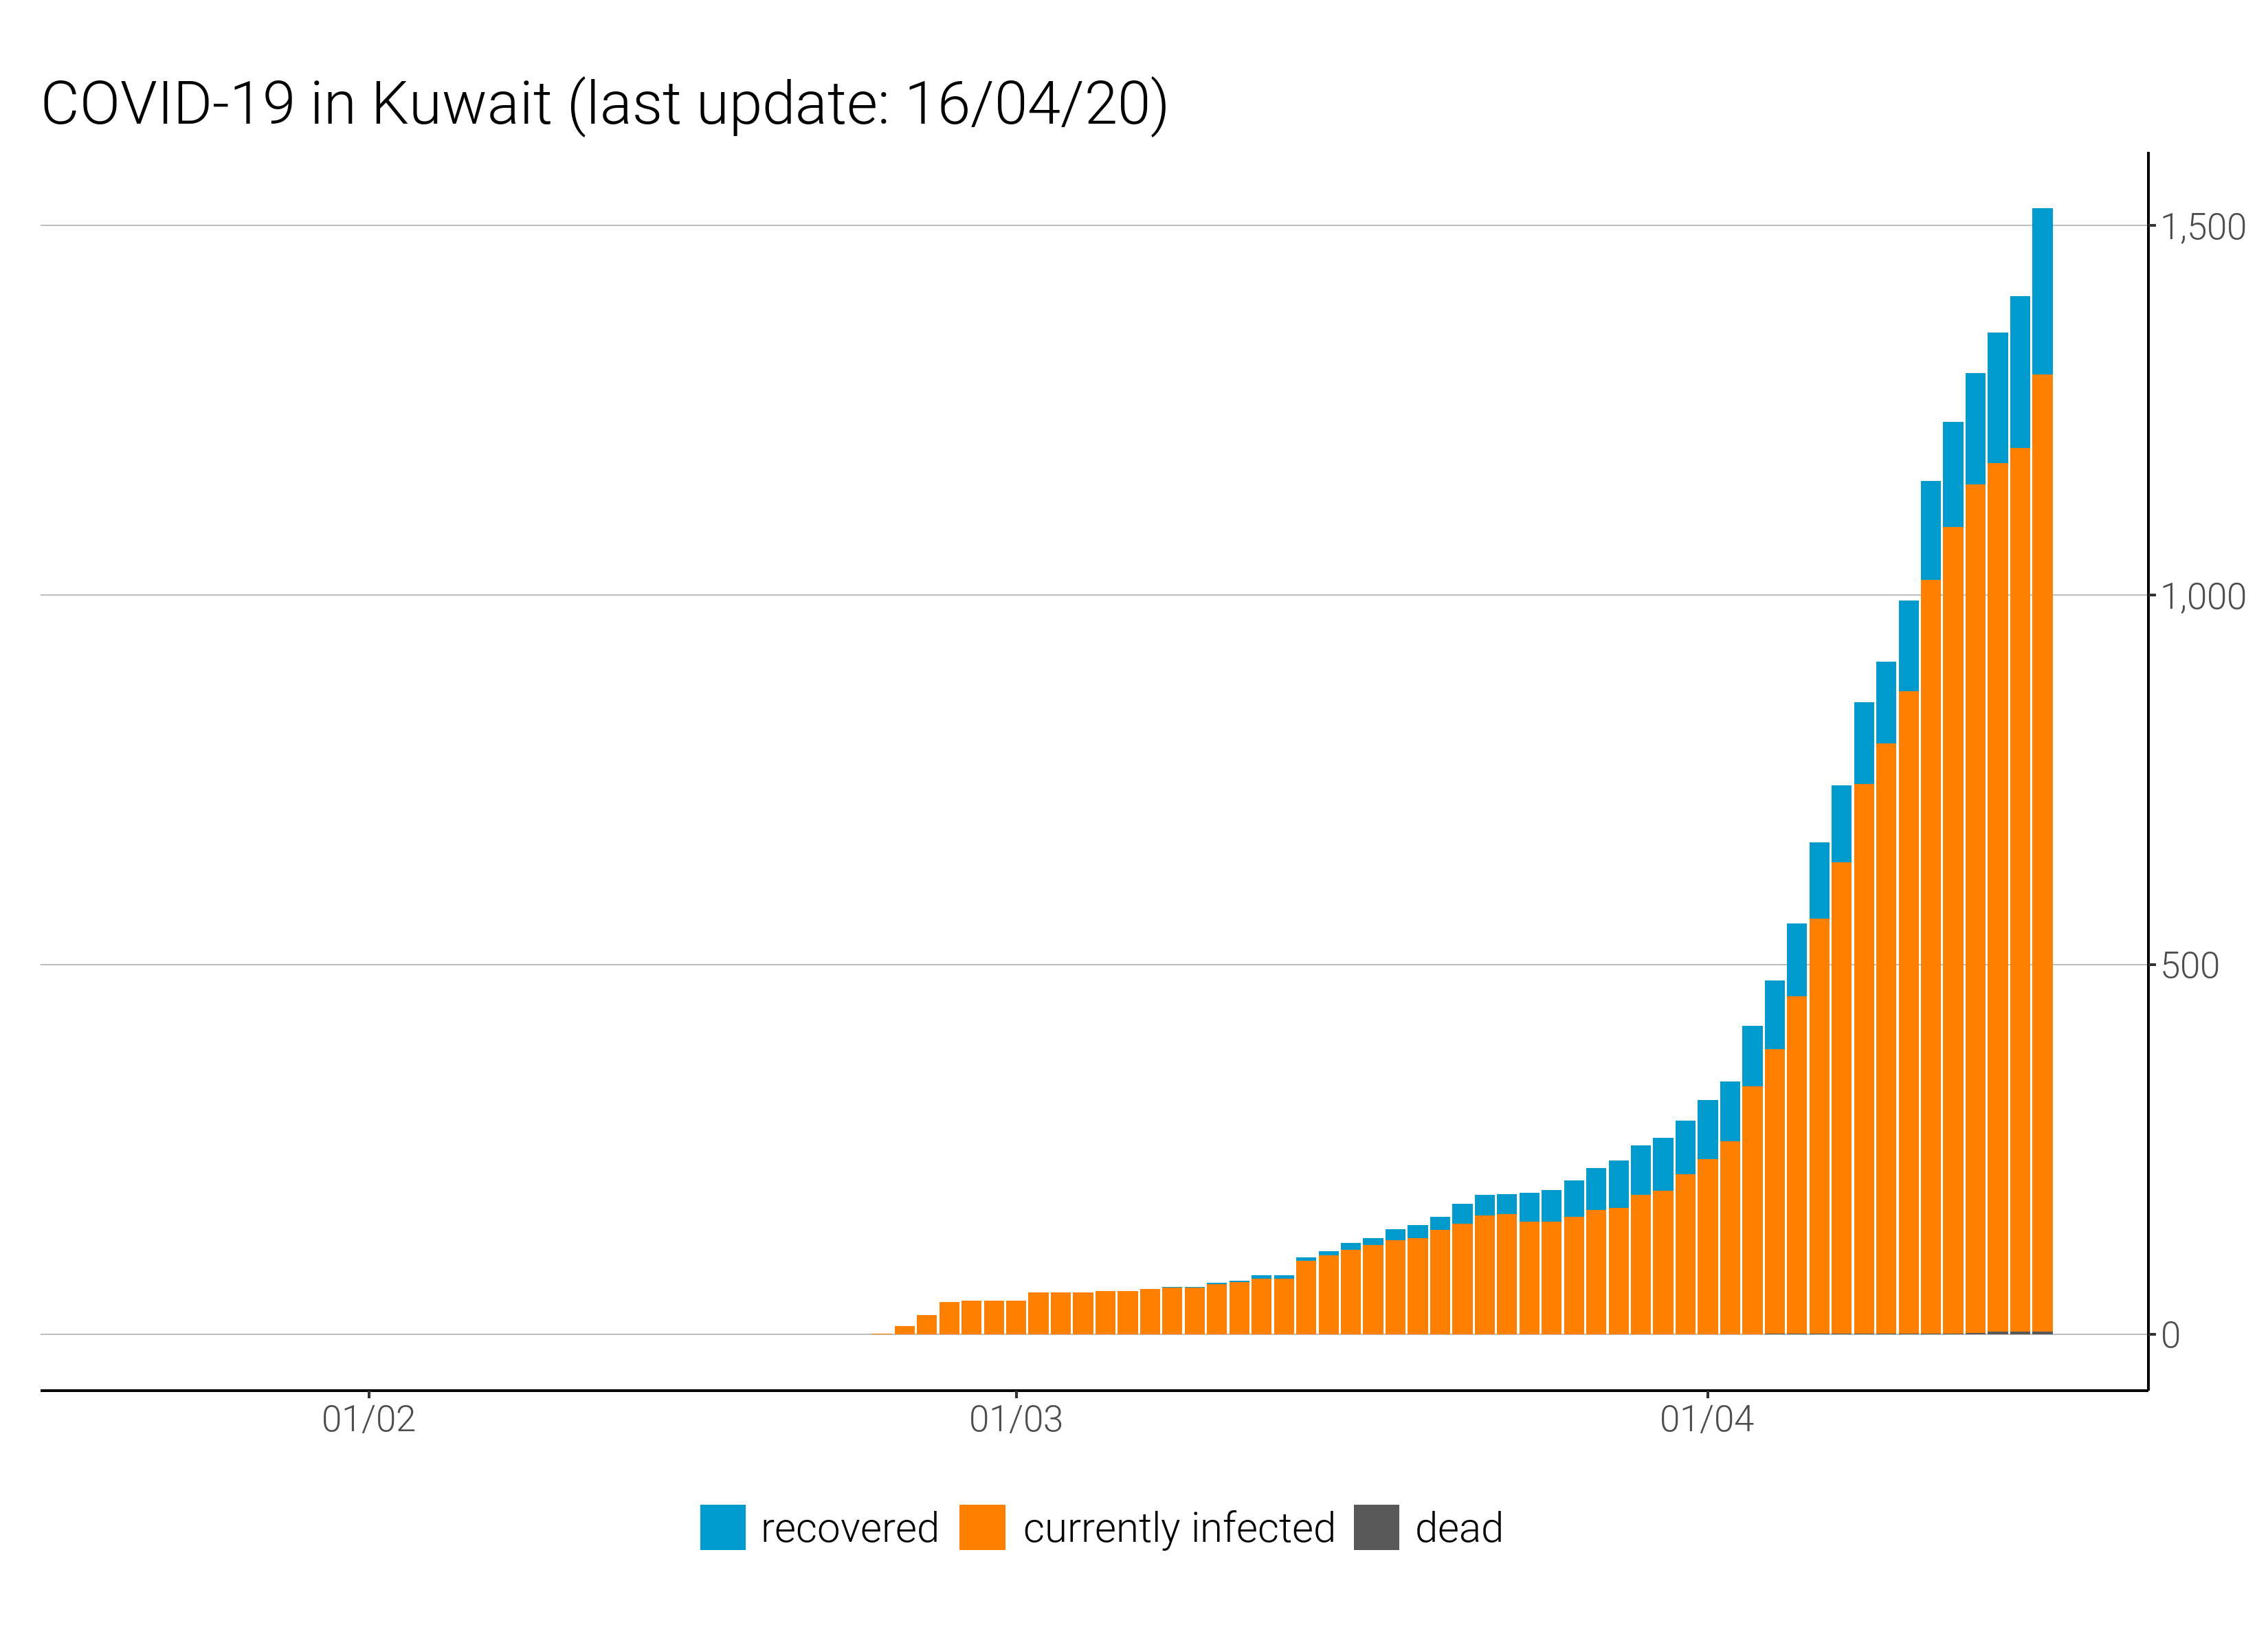 COVID-19 in Kuwait (last update: 16/04/20)
1,500
1,000
500
0
01/02 01/03 01/04
recovered currently infected dead